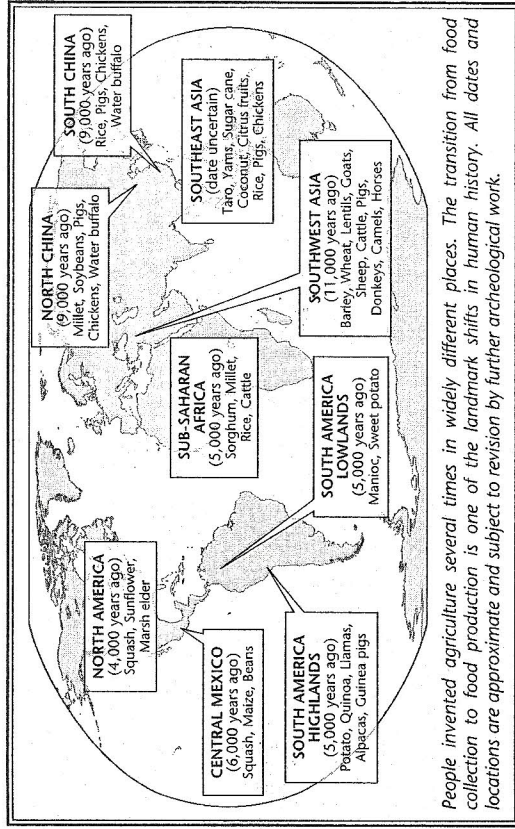 NORTH AMERICA
(4,000 years ago)
Squash, Sunflower,
Marsh elder
CENTRAL MEXICO
(6,000 years ago)
Squash, Maize, Beans
SOUTH AMERICA
HIGHLANDS
(5,000 years ago)
Potato, Quinoa, Llamas,
Alpacas, Guinea pigs
SOUTH AMERICA
LOWLANDS
(5,000 years ago)
Manioc, Sweet potato
SUB-SAHARAN
AFRICA
(5,000 years ago)
Sorghum, Millet,
Rice, Cattle
NORTH CHINA
(9,000 years ago)
Millet, Soybeans, Pigs,
Chickens, Water buffalo
SOUTH CHINA
(9,000 years ago)
Rice, Pigs, Chickens,
Water buffalo
SOUTHEAST ASIA
(date uncertain)
Taro, Yams, Sugar cane,
Coconut, Citrus fruits,
Rice, Pigs, Chickens
SOUTHWEST ASIA
(11,000 years ago)
Barley, Wheat, Lentils, Goats,
Sheep, Cattle, Pigs,
Donkeys, Camels, Horses
People invented agriculture several times in widely different places. The transition from food
collection to food production is one of the landmark shifts in human history. All dates and
locations are approximate and subject to revision by further archeological work.